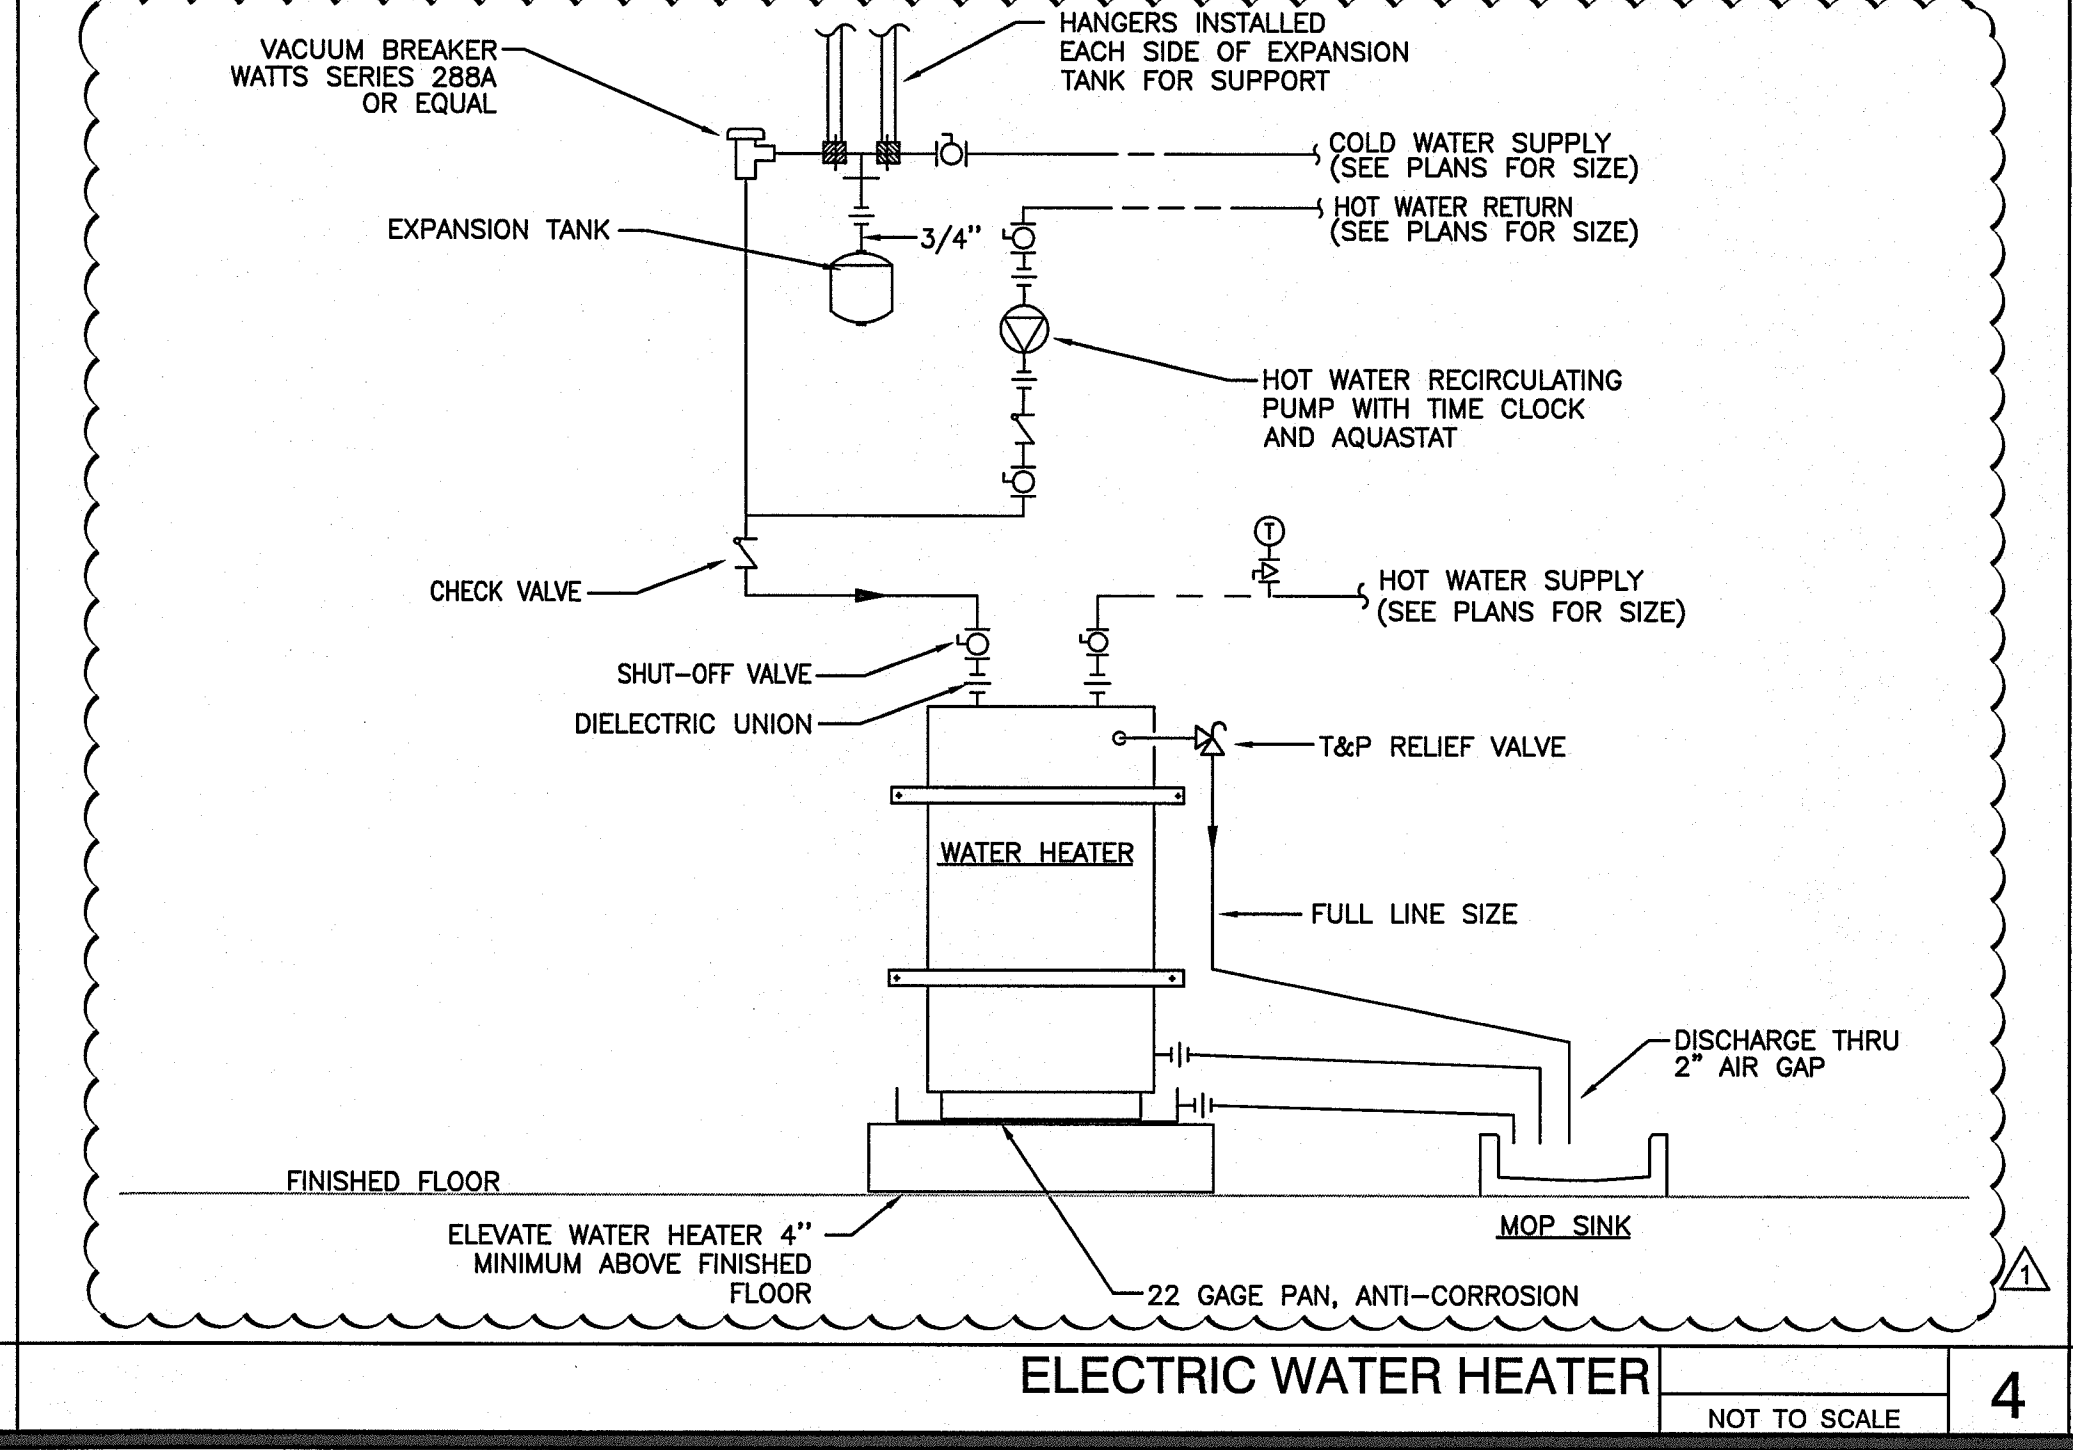 HANGERS INSTALLED
EACH SIDE OF EXPANSION
TANK FOR SUPPORT
VACUUM BREAKER
WATTS SERIES 288A
OR EQUAL
COLD WATER SUPPLY
(SEE PLANS FOR SIZE)
HOT WATER RETURN
(SEE PLANS FOR SIZE)
EXPANSION TANK
3/4"
HOT WATER RECIRCULATING
PUMP WITH TIME CLOCK
AND AQUASTAT
T
CHECK VALVE
HOT WATER SUPPLY
(SEE PLANS FOR SIZE)
SHUT-OFF VALVE
DIELECTRIC UNION
T&P RELIEF VALVE
WATER HEATER
FULL LINE SIZE
DISCHARGE THRU
2" AIR GAP
FINISHED FLOOR
ELEVATE WATER HEATER 4"
MINIMUM ABOVE FINISHED
FLOOR
MOP SINK
22 GAGE PAN, ANTI-CORROSION
1
ELECTRIC WATER HEATER
NOT TO SCALE
4